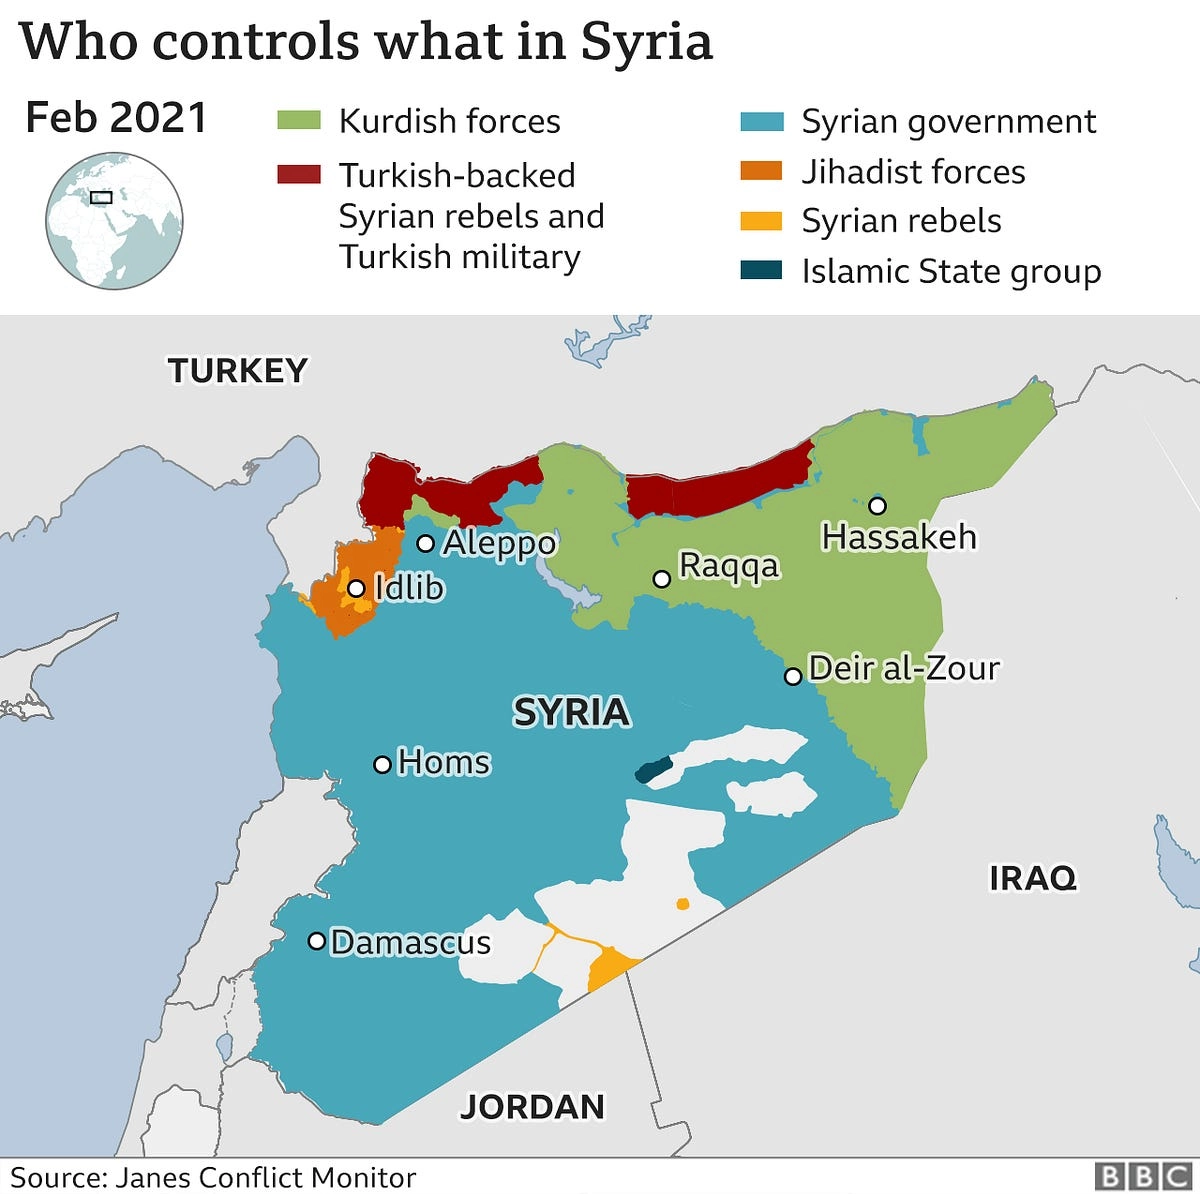 Who controls what in Syria
Feb 2021
Kurdish forces
Turkish-backed
Syrian rebels and
Turkish military
Syrian government
Jihadist forces
Syrian rebels
Islamic State group
TURKEY
Hassakeh
Aleppo
Raqqa
Idlib
Deir al-Zour
SYRIA
Homs
IRAQ
Damascus
JORDAN
Source: Janes Conflict Monitor
BBC